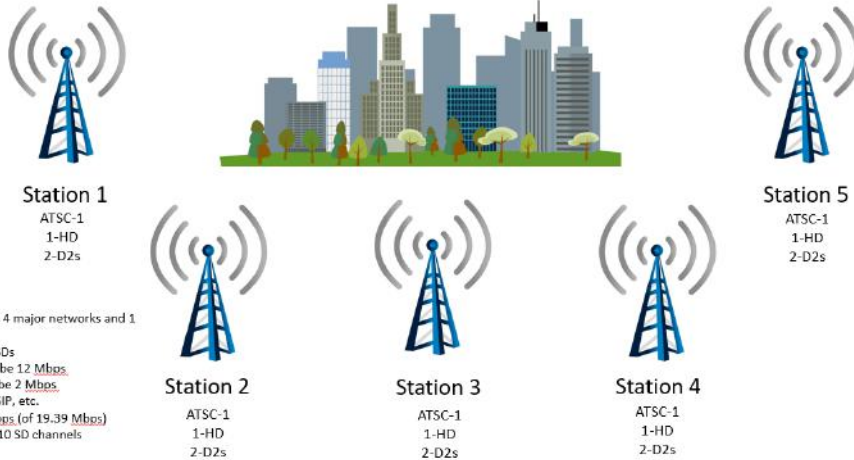 Station 1
ATSC-1
1-HD
2-D2s
Station 5
ATSC-1
1-HD
2-D2s
4 major networks and 1
be 12 Mbps
be 2 Mbps
etc.
(of 19.39 Mbps)
10 SD channels
Station 2
ATSC-1
1-HD
2-D2s
Station 3
ATSC-1
1-HD
2-D2s
Station 4
ATSC-1
1-HD
2-D2s